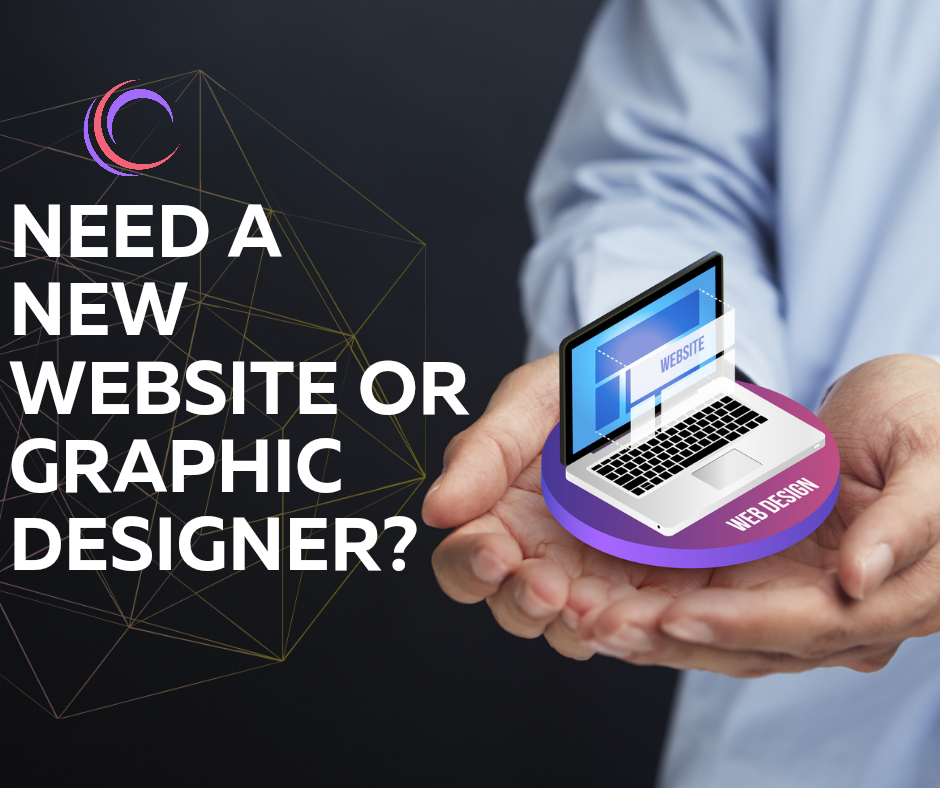 NEED A
NEW
WEBSITE OR
GRAPHIC
DESIGNER?
WEBSITE
WEB DESIGN